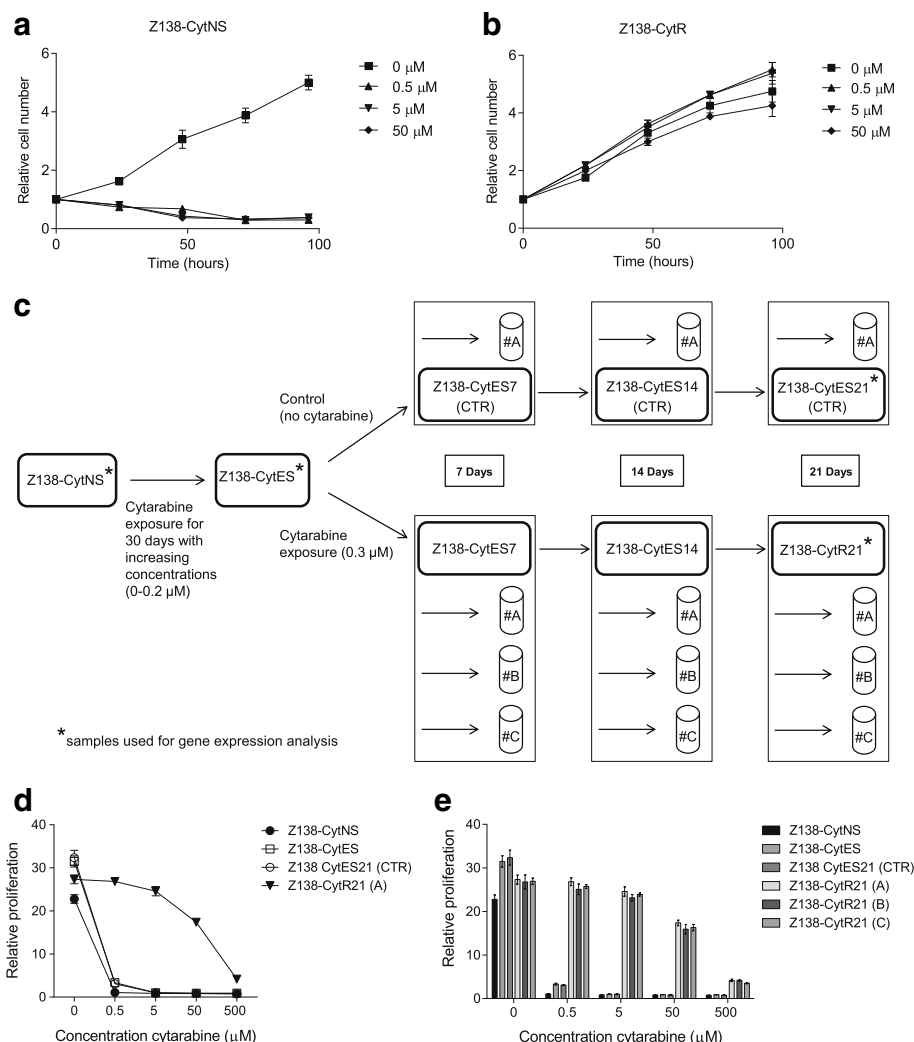 a
Z138-CytNS
Relative cell number
6
4
2
0
0
50
100
Time (hours)
0 μM
0.5 μM
5 μM
50 μM
b
Z138-CytR
Relative cell number
6
4
2
0
0
50
100
Time (hours)
0 μM
0.5 μM
5 μM
50 μM
c
Z138-CytNS*
Cytarabine
exposure for
30 days with
increasing
concentrations
(0-0.2 μM)
Z138-CytES*
Control
(no cytarabine)
Cytarabine
exposure (0.3 μM)
#A
#A
#A
Z138-CytES7
(CTR)
Z138-CytES14
(CTR)
Z138-CytES21*
(CTR)
7 Days
14 Days
21 Days
Z138-CytES7
Z138-CytES14
Z138-CytR21*
#A
#A
#A
#B
#B
#B
#C
#C
#C
*samples used for gene expression analysis
d
Relative proliferation
40
30
20
10
0
0
0.5
5
50
500
Concentration cytarabine (μM)
Z138-CytNS
Z138-CytES
Z138 CytES21 (CTR)
Z138-CytR21 (A)
e
Relative proliferation
40
30
20
10
0
0
0.5
5
50
500
Concentration cytarabine (μM)
Z138-CytNS
Z138-CytES
Z138 CytES21 (CTR)
Z138-CytR21 (A)
Z138-CytR21 (B)
Z138-CytR21 (C)